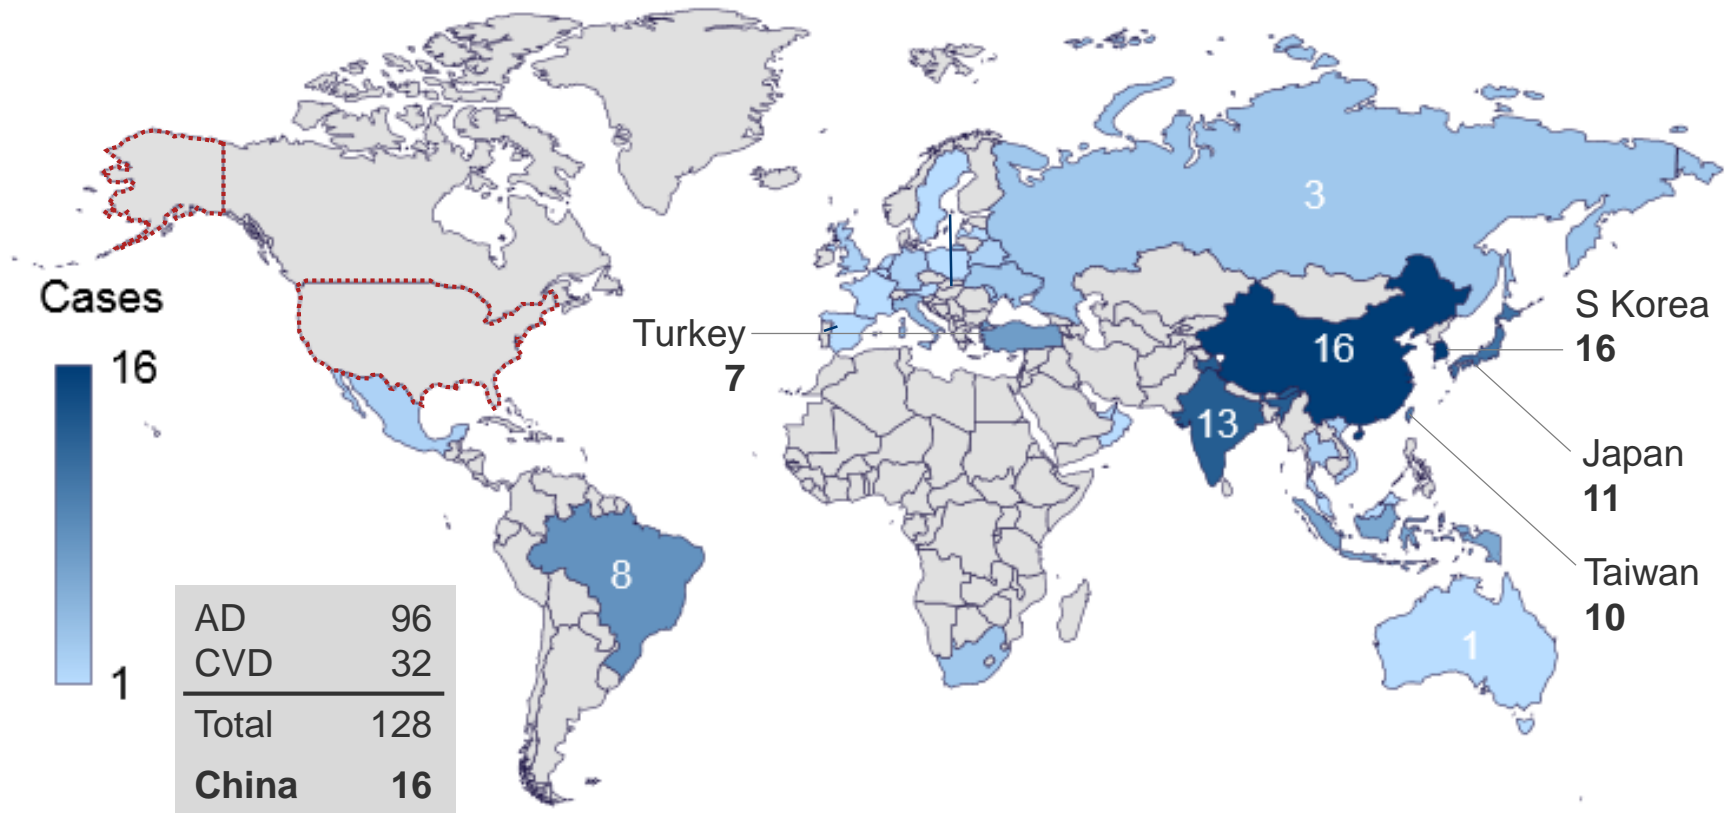 3
Cases
S Korea
16
Turkey
7
16
16
13
Japan
11
8
Taiwan
10
1
1
AD 96
CVD 32
Total 128
China 16